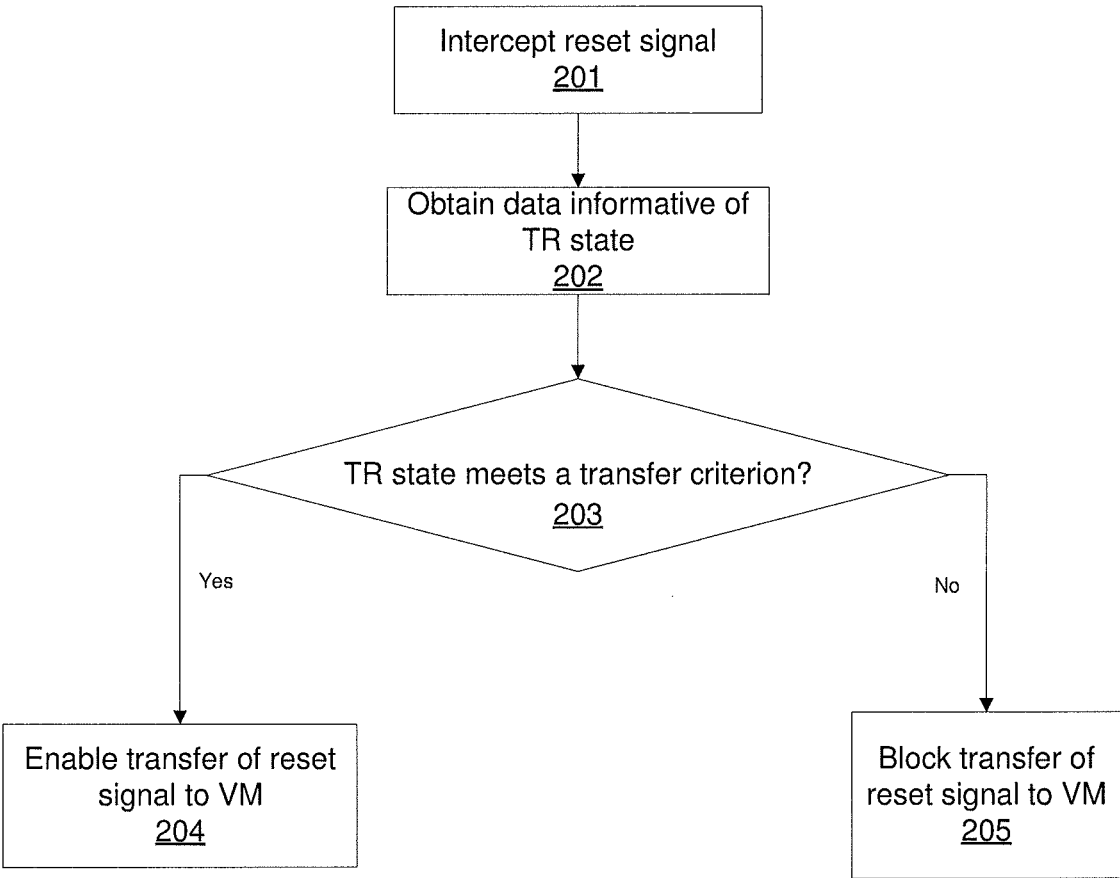 Intercept reset signal
201
Obtain data informative of
TR state
202
TR state meets a transfer criterion?
203
Yes
No
Enable transfer of reset
signal to VM
204
Block transfer of
reset signal to VM
205